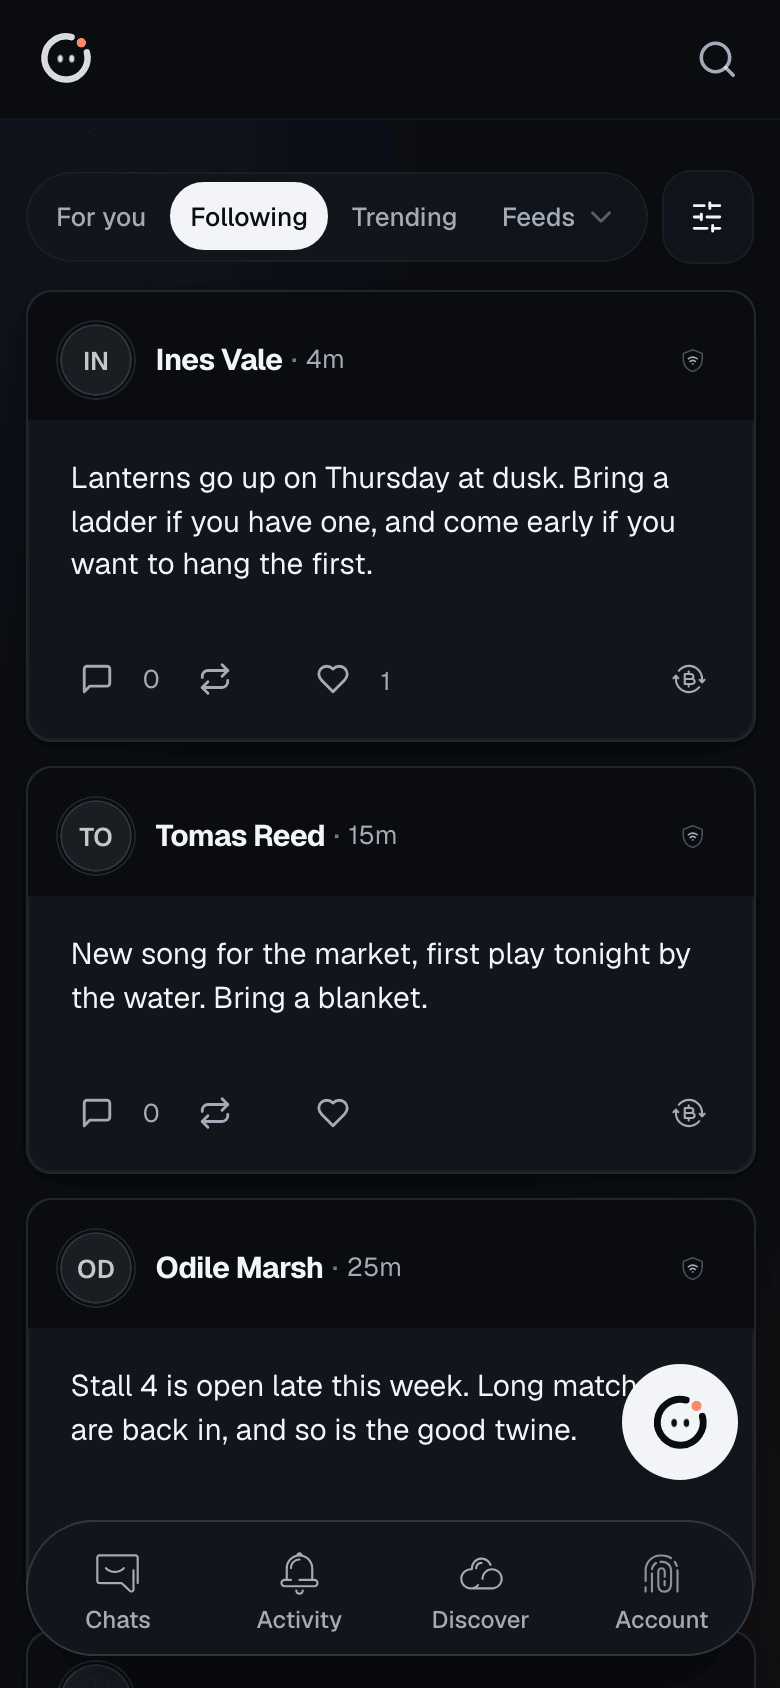 For you Following Trending Feeds
IN Ines Vale · 4m
Lanterns go up on Thursday at dusk. Bring a
ladder if you have one, and come early if you
want to hang the first.
0 1
TO Tomas Reed · 15m
New song for the market, first play tonight by
the water. Bring a blanket.
0
OD Odile Marsh · 25m
Stall 4 is open late this week. Long
are back in, and so is the good twine.
Chats Activity Discover Account